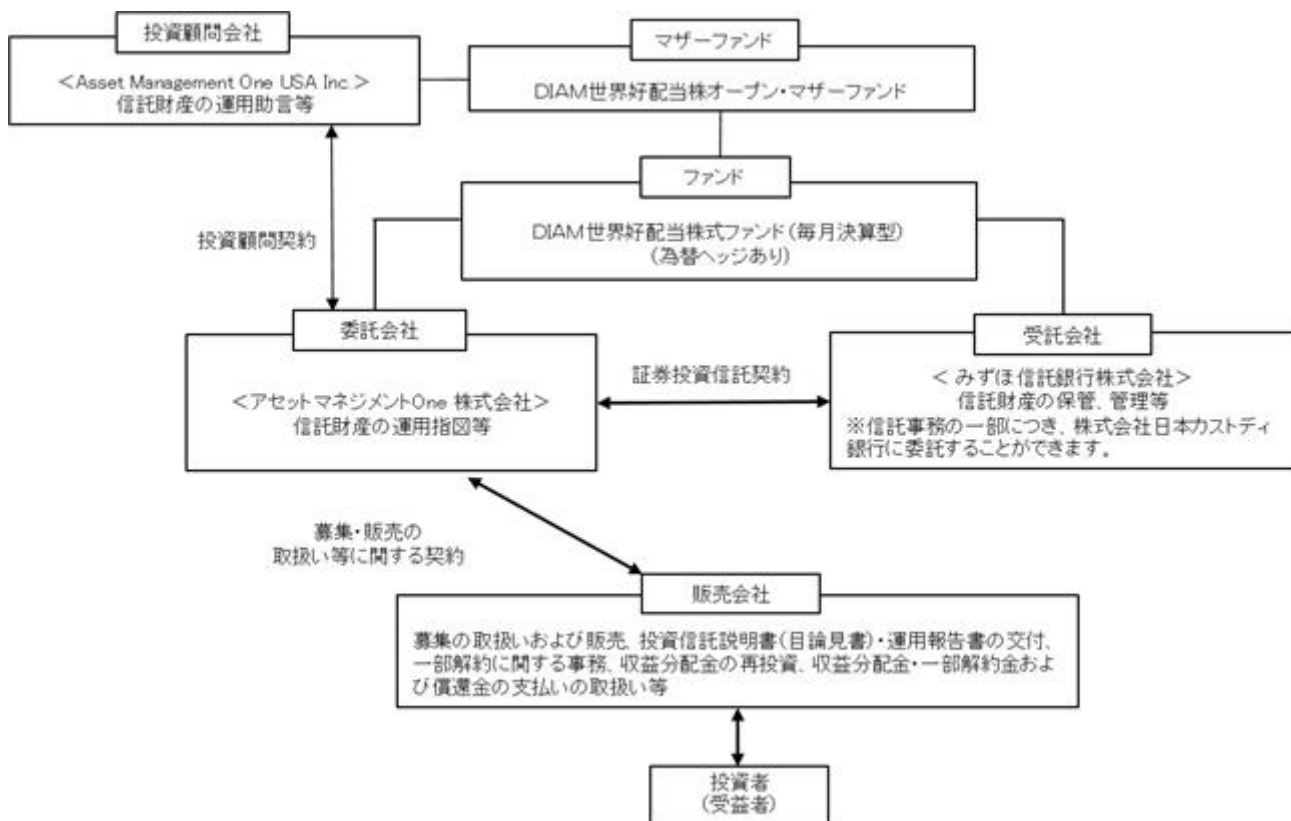 投資顧問会社
<Asset Management One USA Inc.>
信託財産の運用助言等
マザーファンド
DIAM世界好配当株オープン・マザーファンド
ファンド
DIAM世界好配当株式ファンド(毎月決算型)
(為替ヘッジあり)
投資顧問契約
委託会社
<アセットマネジメントOne 株式会社>
信託財産の運用指図等
証券投資信託契約
受託会社
< みずほ信託銀行株式会社>
信託財産の保管、管理等
※信託事務の一部につき、株式会社日本カストディ
銀行に委託することができます。
募集・販売の
取扱い等に関する契約
販売会社
募集の取扱いおよび販売、投資信託説明書(目論見書)・運用報告書の交付、
一部解約に関する事務、収益分配金の再投資、収益分配金・一部解約金およ
び償還金の支払いの取扱い等
投資者
(受益者)